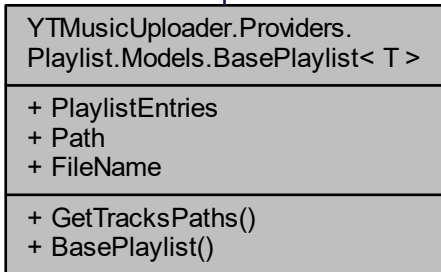 YTMusicUploader.Providers.
Playlist.Models.BasePlaylist< T >
+ PlaylistEntries
+ Path
+ FileName
+ GetTracksPaths()
+ BasePlaylist()